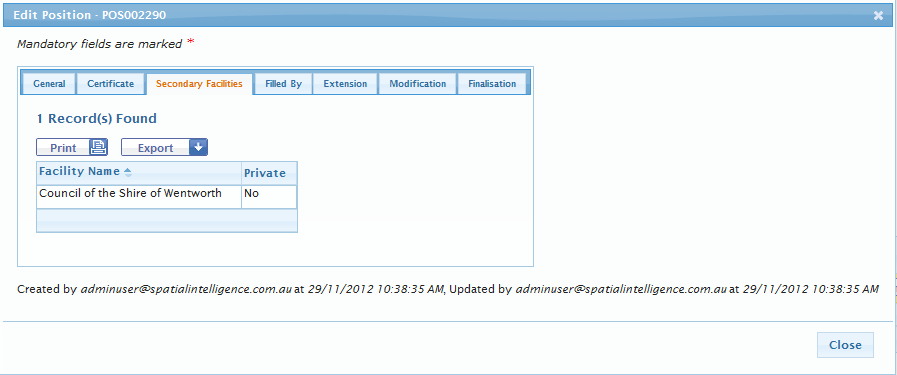 Edit Position - POS002290
Mandatory fields are marked *
General Certificate Secondary Facilities Filled By Extension Modification Finalisation
1 Record(s) Found
Print Export
Facility Name Private
Council of the Shire of Wentworth No
Created by adminuser@spatialintelligence.com.au at 29/11/2012 10:38:35 AM, Updated by adminuser@spatialintelligence.com.au at 29/11/2012 10:38:35 AM
Close